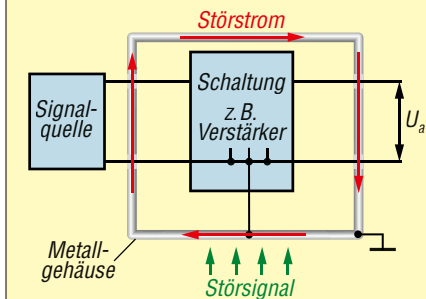 Störstrom
Signal-
quelle
Schaltung
z. B.
Verstärker
Ua
Metall-
gehäuse
Störsignal